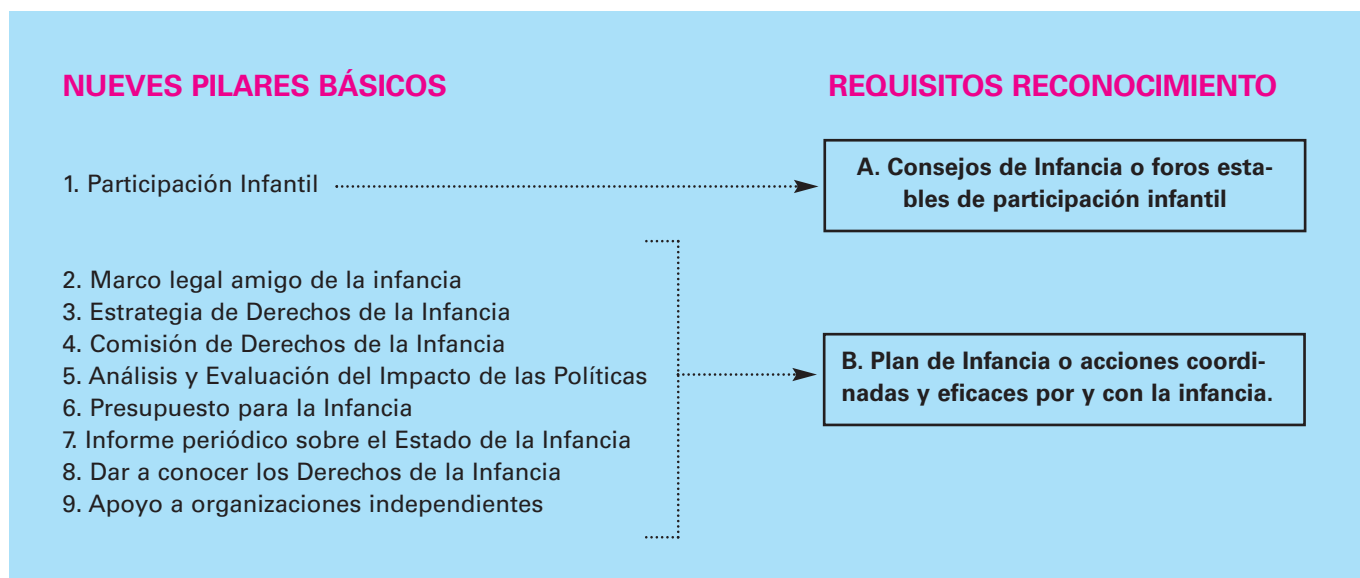 NUEVES PILARES BÁSICOS
REQUISITOS RECONOCIMIENTO
1. Participación Infantil
A. Consejos de Infancia o foros esta-
bles de participación infantil
2. Marco legal amigo de la infancia
3. Estrategia de Derechos de la Infancia
4. Comisión de Derechos de la Infancia
5. Análisis y Evaluación del Impacto de las Políticas
6. Presupuesto para la Infancia
7. Informe periódico sobre el Estado de la Infancia
8. Dar a conocer los Derechos de la Infancia
9. Apoyo a organizaciones independientes
B. Plan de Infancia o acciones coordi-
nadas y eficaces por y con la infancia.